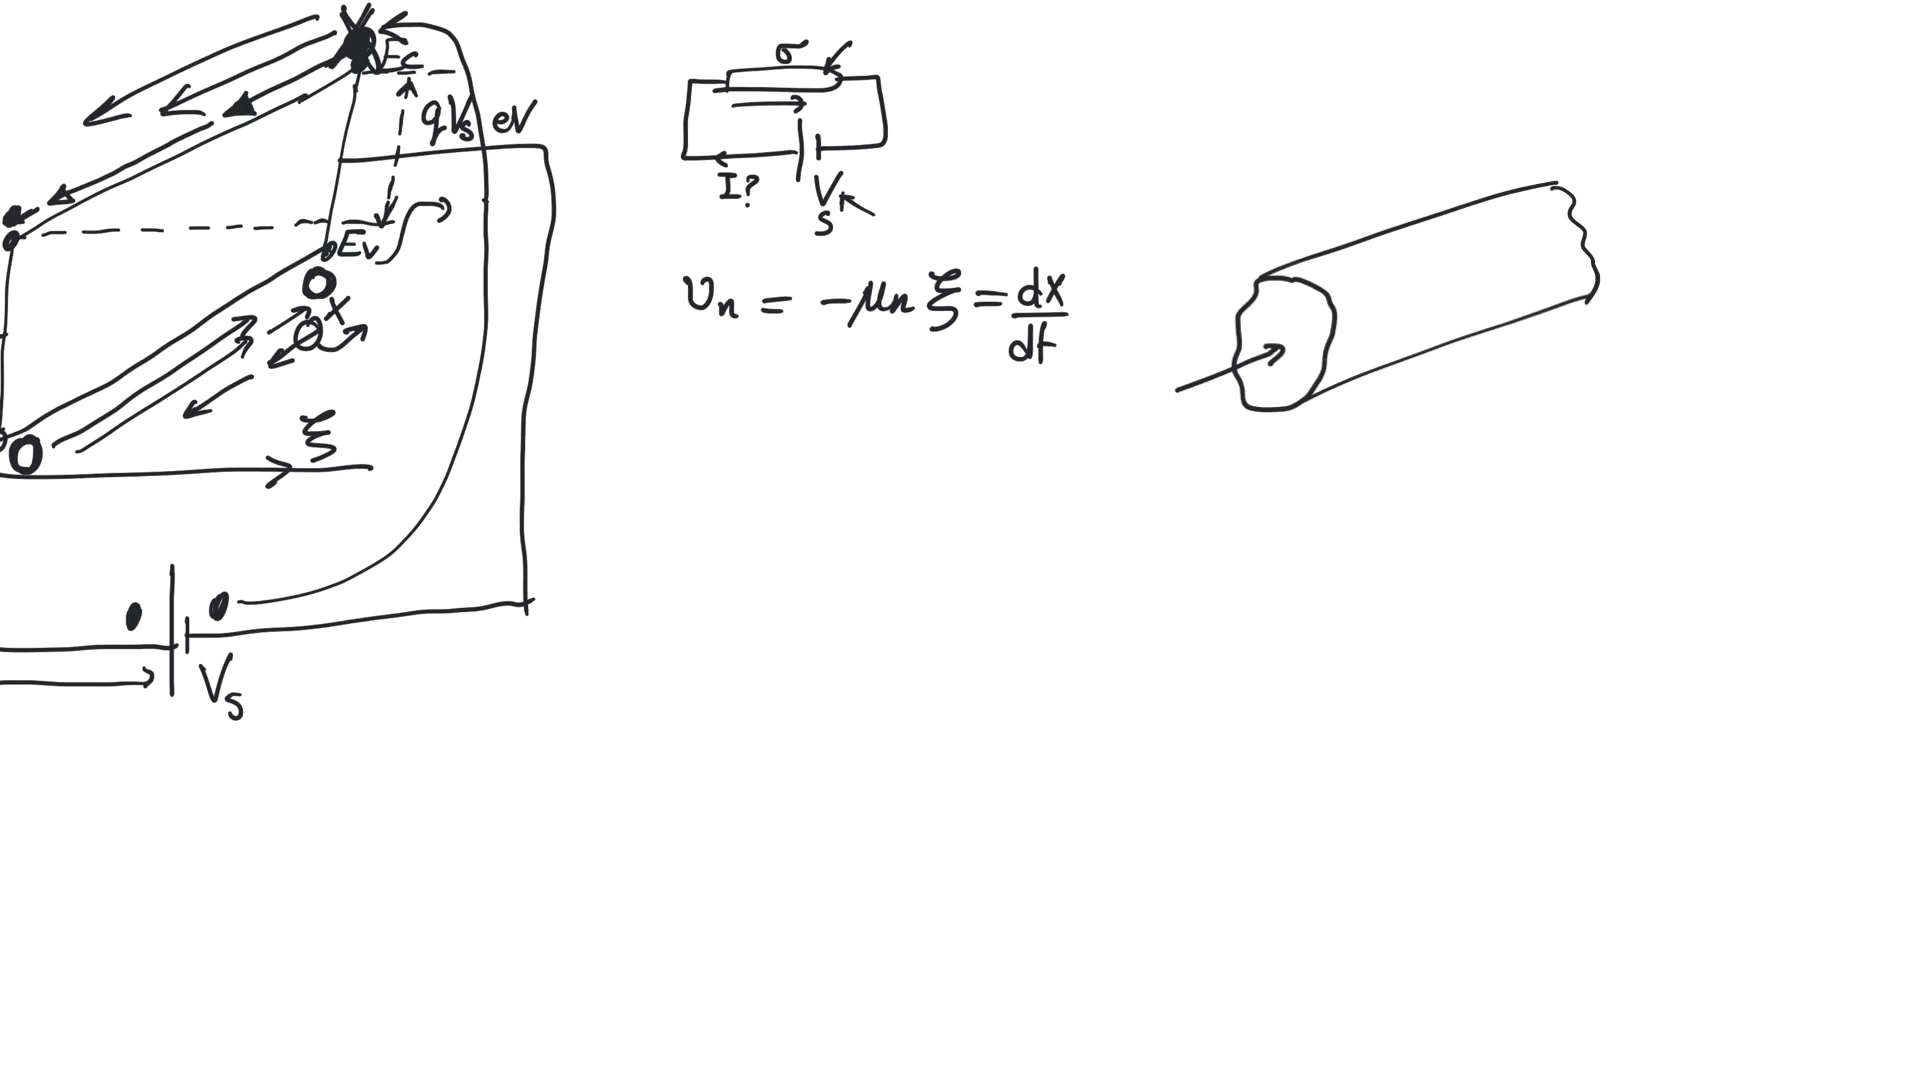 Ec
qVs eV
Ev
ξ
Vs
σ
I? Vs
υn = -μn ξ = dx/dt